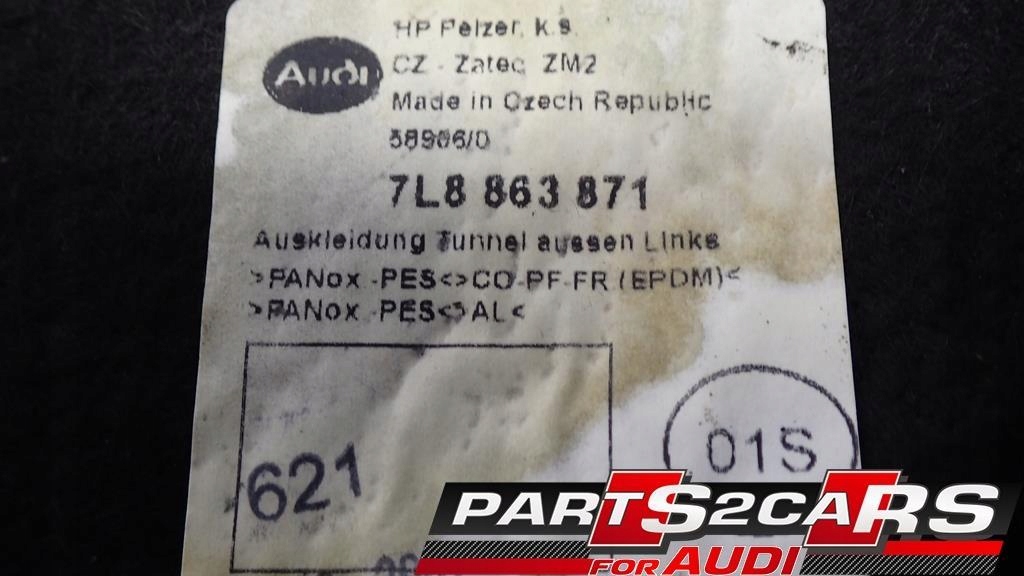 HP Pelzer, k.s.
Audi
CZ - Zatec ZM2
Made in Czech Republic
58906/0
7L8 863 871
Auskleidung Tunnel aussen Links
>PANox -PES<>CO-PF-FR (EPDM)<
>PANox -PES<>AL<
621
01S
PARTS2CARS
FOR AUDI